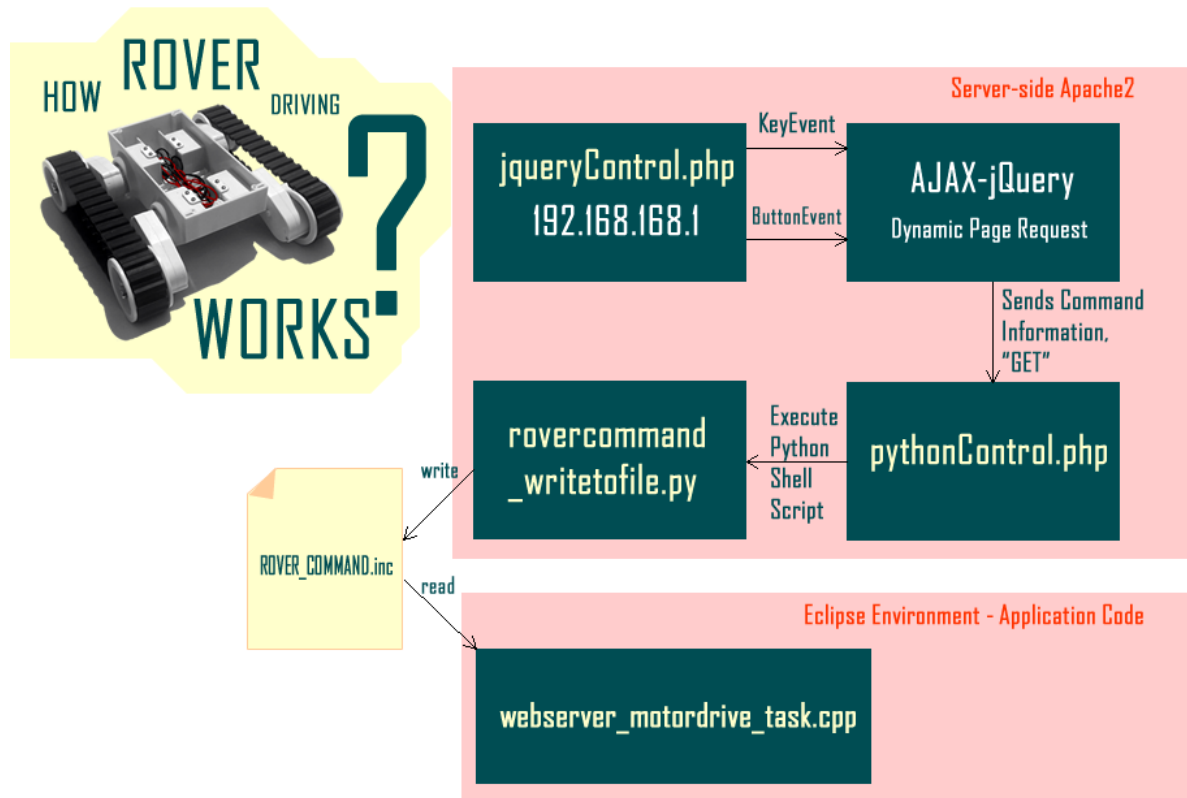 HOW ROVER DRIVING
WORKS?
Server-side Apache2
jqueryControl.php
192.168.168.1
KeyEvent
ButtonEvent
AJAX-jQuery
Dynamic Page Request
Sends Command
Information,
"GET"
pythonControl.php
Execute
Python
Shell
Script
rovercommand
_writetofile.py
write
ROVER_COMMAND.inc
read
Eclipse Environment - Application Code
webserver_motordrive_task.cpp